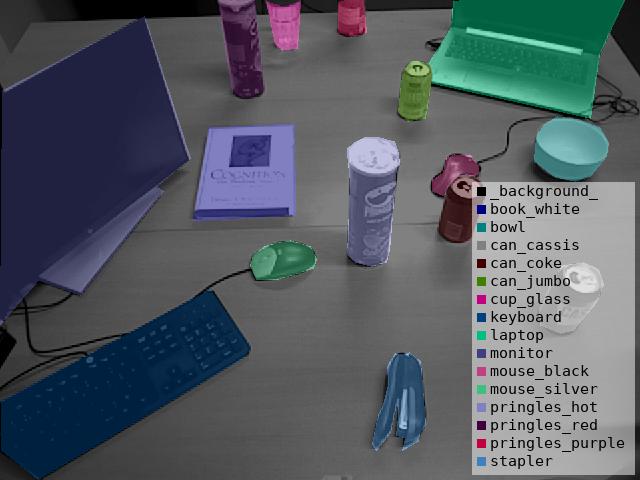 COGNITION
_background_
book_white
bowl
can_cassis
can_coke
can_jumbo
cup_glass
keyboard
laptop
monitor
mouse_black
mouse_silver
pringles_hot
pringles_red
pringles_purple
stapler